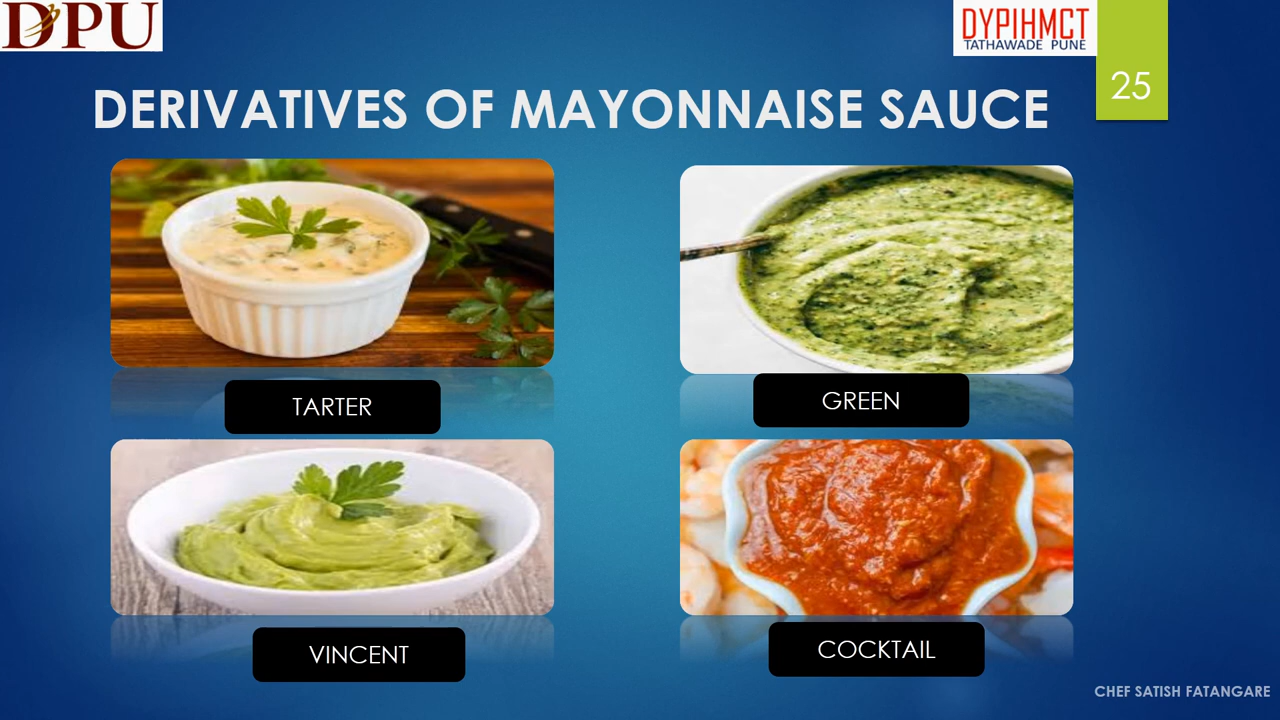 DPU
DYPIHMCT
TATHAWADE PUNE
25
DERIVATIVES OF MAYONNAISE SAUCE
TARTER
GREEN
VINCENT
COCKTAIL
CHEF SATISH FATANGARE